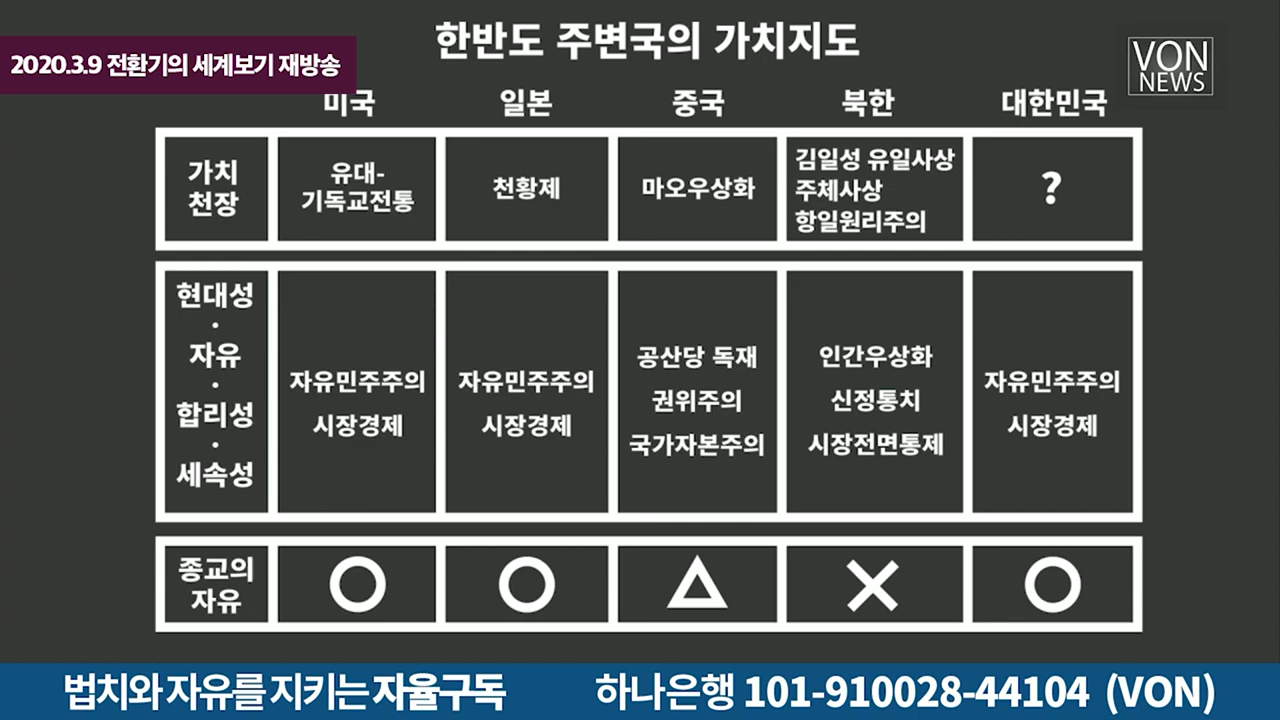 한반도 주변국의 가치지도
2020.3.9 전환기의 세계보기 재방송
VON
NEWS
미국 일본 중국 북한 대한민국
가치
천장
유대-
기독교전통
천황제
마오우상화
김일성 유일사상
주체사상
항일원리주의
?
현대성
·
자유
·
합리성
·
세속성
자유민주주의
시장경제
자유민주주의
시장경제
공산당 독재
권위주의
국가자본주의
인간우상화
신정통치
시장전면통제
자유민주주의
시장경제
종교의
자유
법치와 자유를 지키는 자율구독
하나은행 101-910028-44104 (VON)